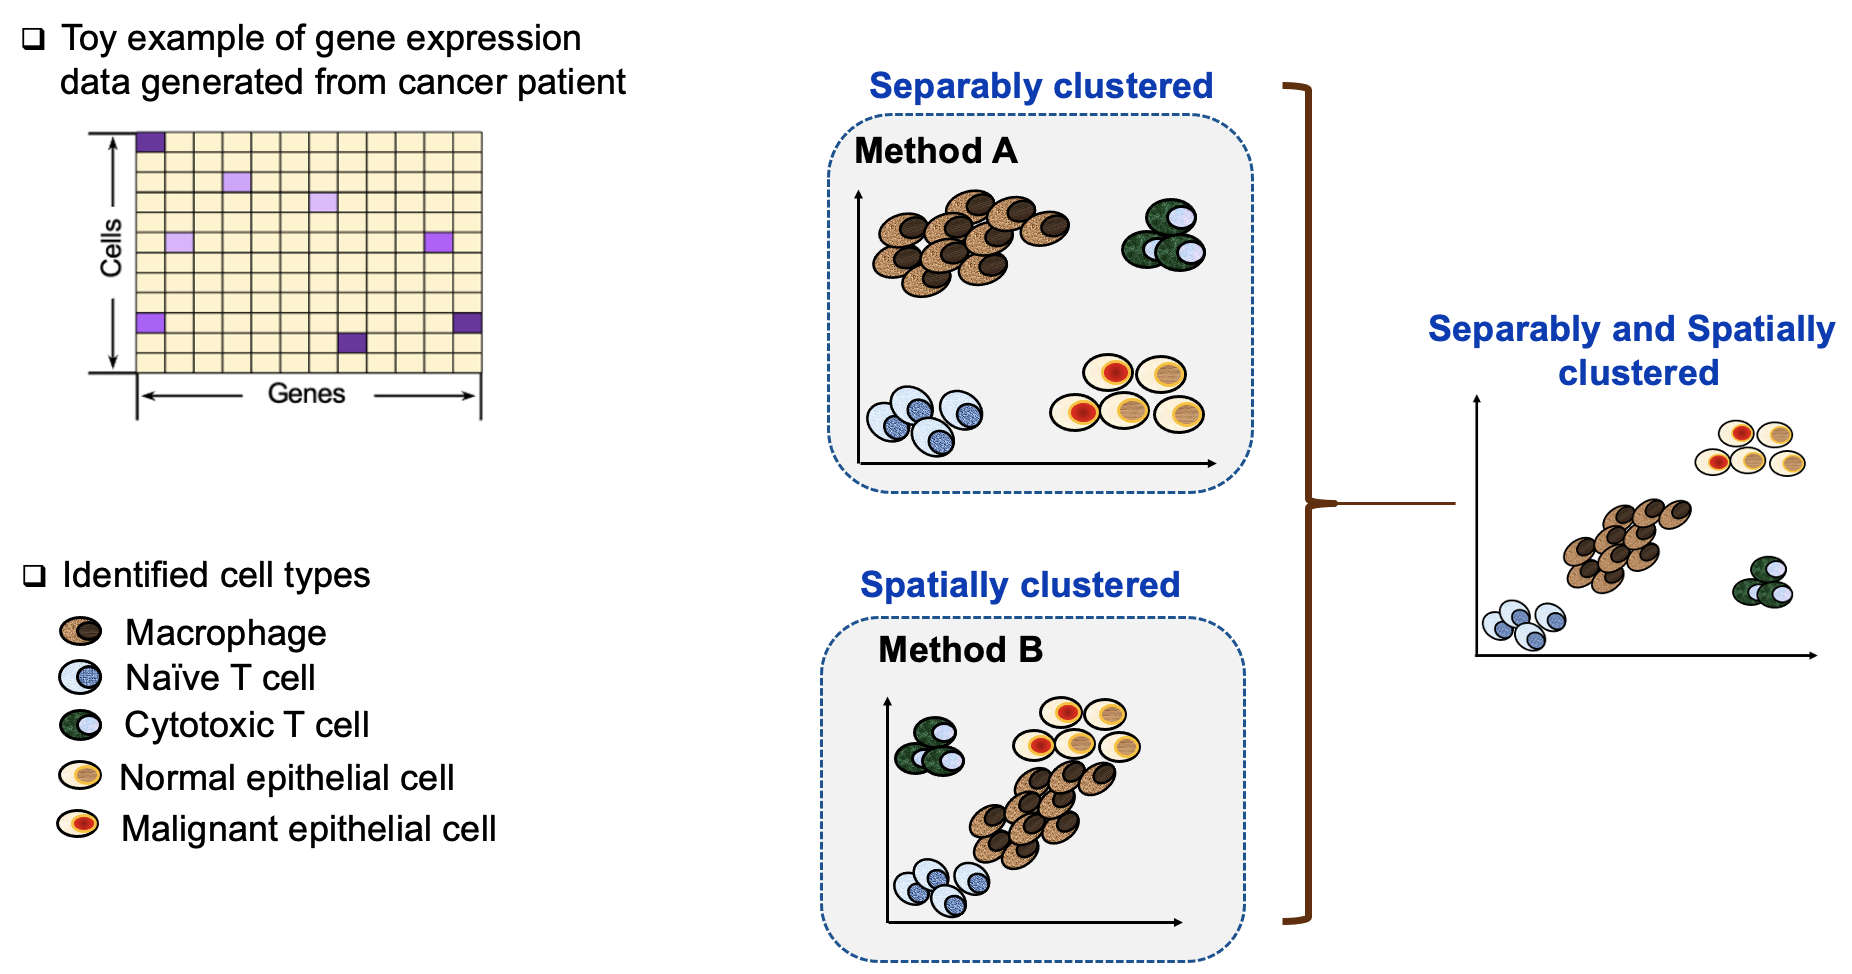 Toy example of gene expression
data generated from cancer patient
Cells
Genes
Identified cell types
Macrophage
Naïve T cell
Cytotoxic T cell
Normal epithelial cell
Malignant epithelial cell
Separably clustered
Method A
Spatially clustered
Method B
Separably and Spatially
clustered